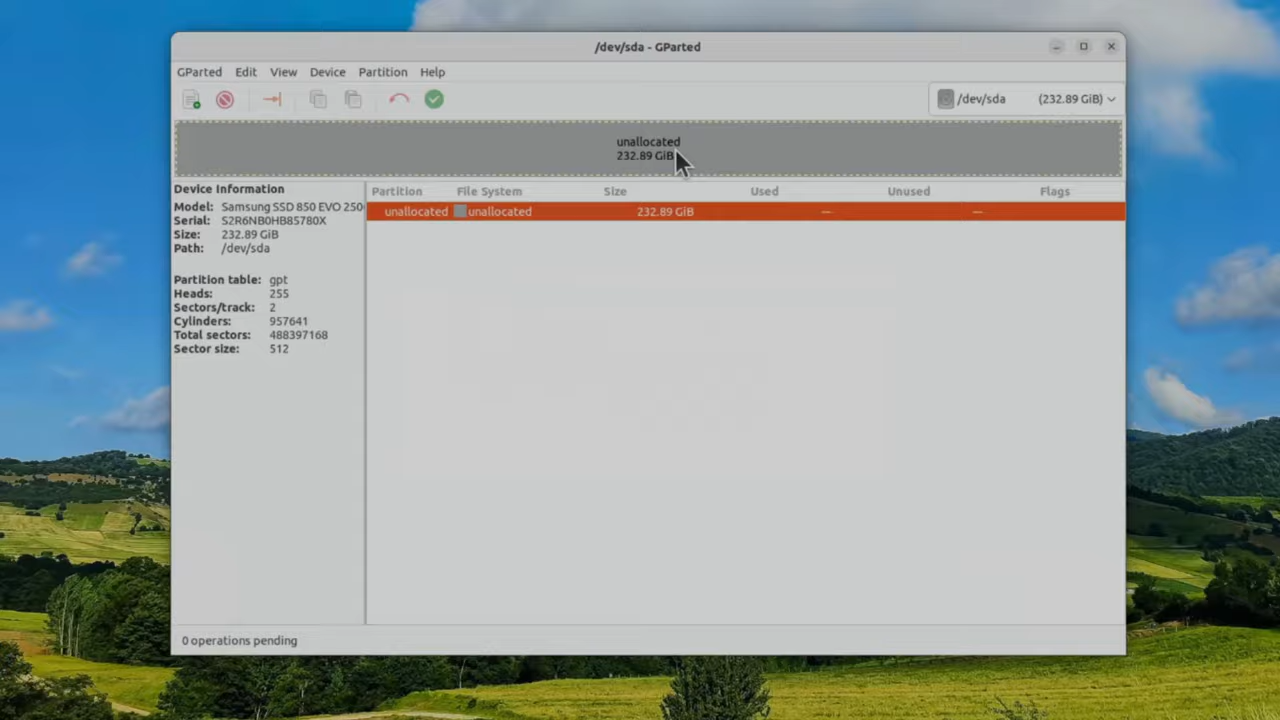 /dev/sda - GParted
GParted Edit View Device Partition Help
/dev/sda (232.89 GiB)
unallocated
232.89 GiB
Device Information
Partition File System Size Used Unused Flags
Model: Samsung SSD 850 EVO 250
unallocated unallocated 232.89 GiB — —
Serial: S2R6NB0HB85780X
Size: 232.89 GiB
Path: /dev/sda
Partition table: gpt
Heads: 255
Sectors/track: 2
Cylinders: 957641
Total sectors: 488397168
Sector size: 512
0 operations pending